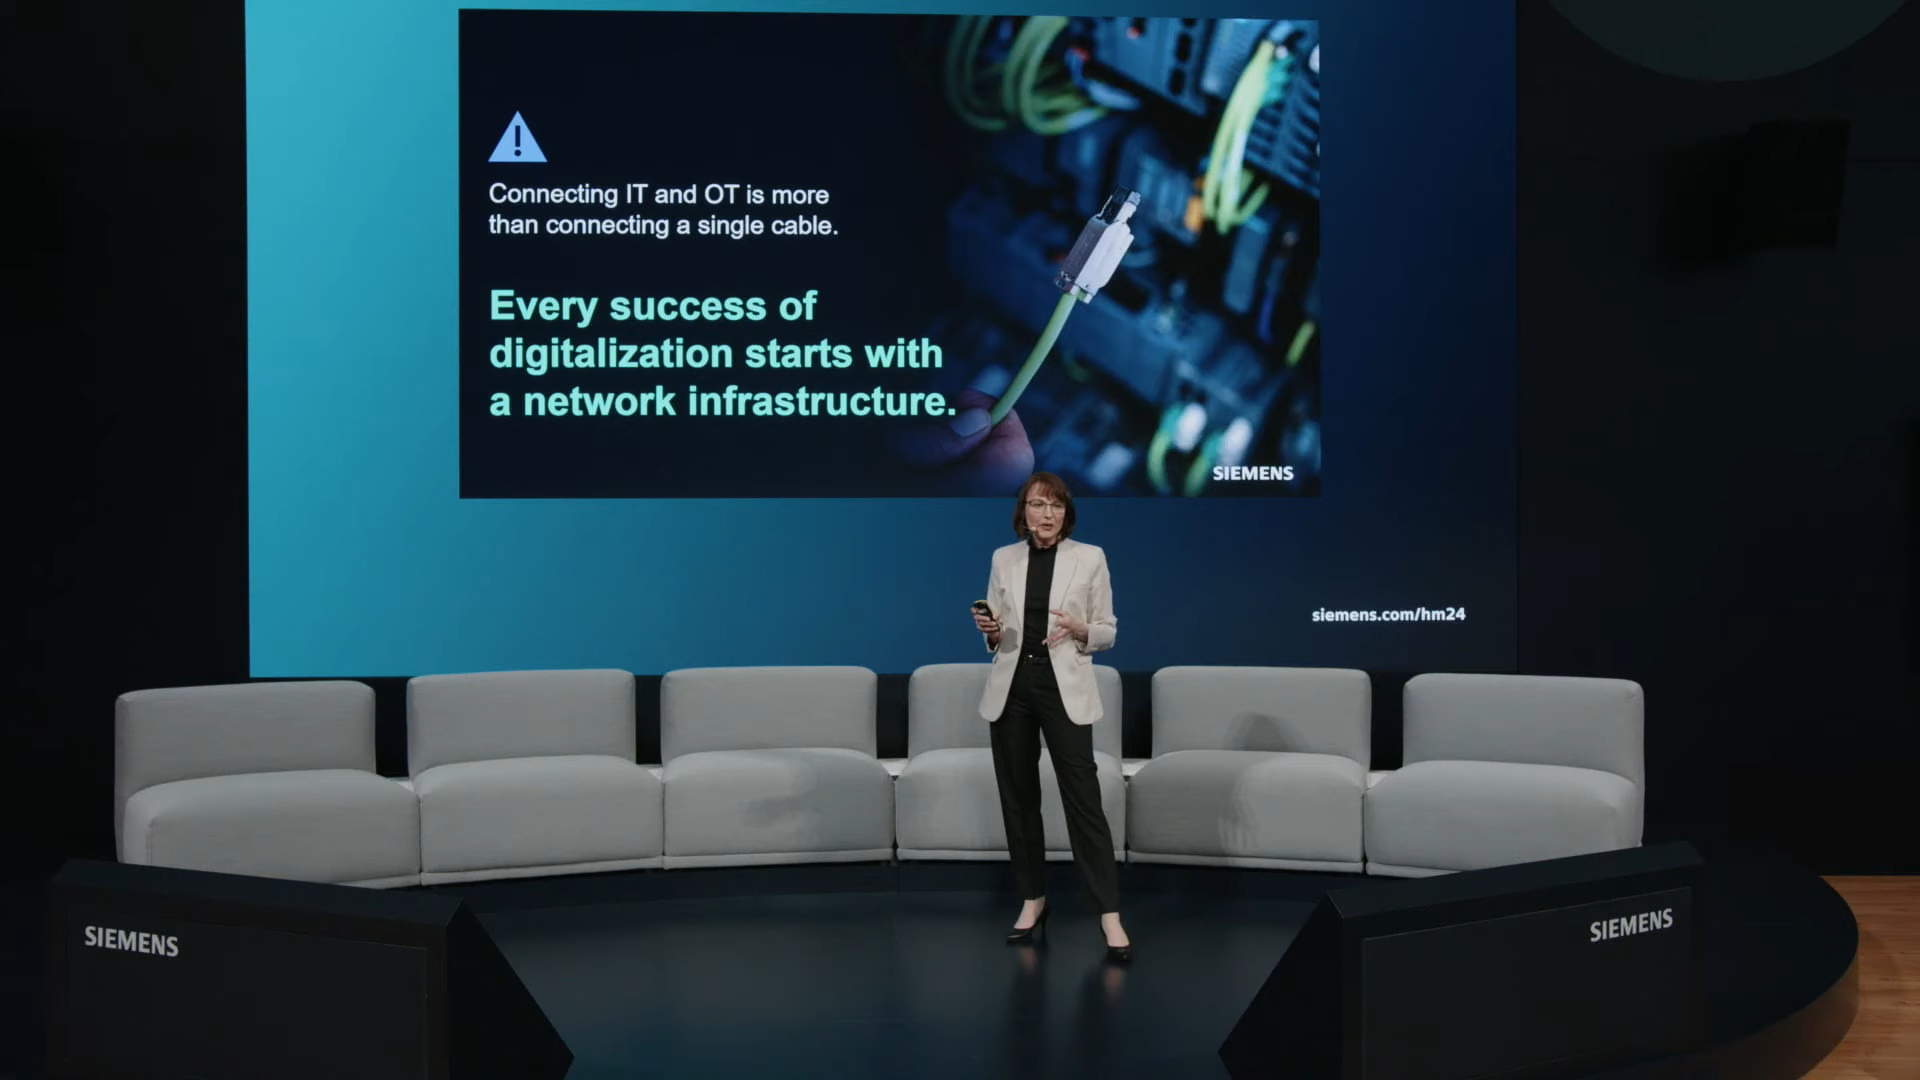 Connecting IT and OT is more
than connecting a single cable.
Every success of
digitalization starts with
a network infrastructure.
SIEMENS
siemens.com/hm24
SIEMENS
SIEMENS